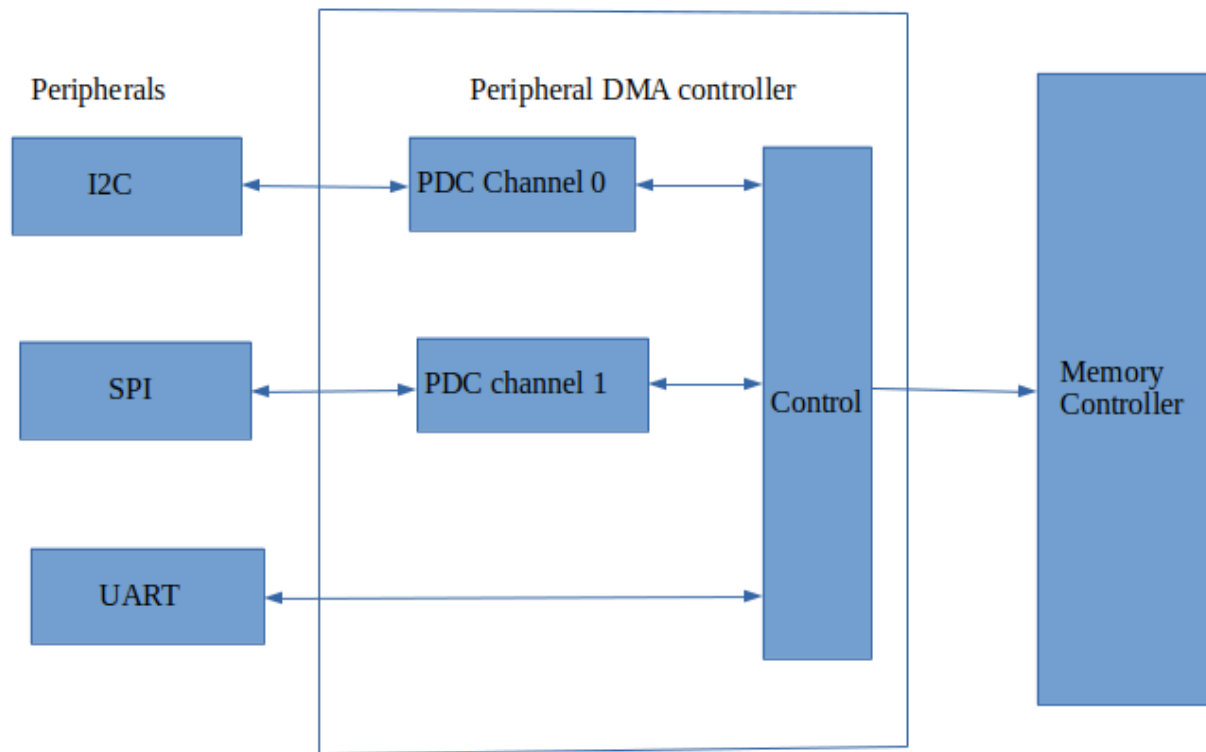 Peripherals
Peripheral DMA controller
I2C
PDC Channel 0
SPI
PDC channel 1
Control
Memory
Controller
UART